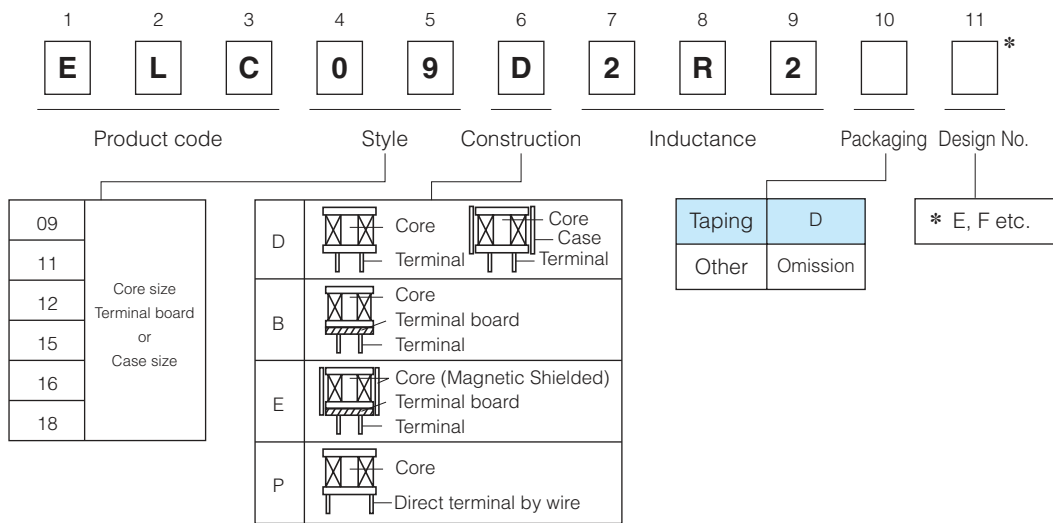 1 2 3 4 5 6 7 8 9 10 11
E L C 0 9 D 2 R 2 *
Product code Style Construction Inductance Packaging Design No.
09
11
12
15
16
18
Core size
Terminal board
or
Case size
D
Core
Terminal
Core
Case
Terminal
B
Core
Terminal board
Terminal
E
Core (Magnetic Shielded)
Terminal board
Terminal
P
Core
Direct terminal by wire
Taping D
Other Omission
* E, F etc.